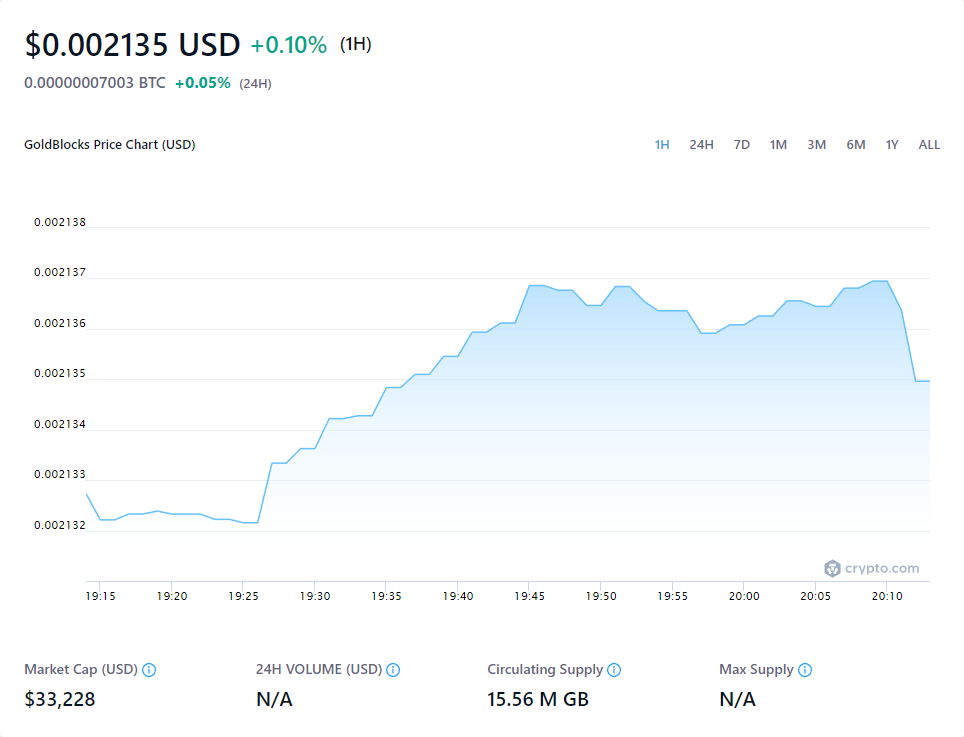 $0.002135 USD +0.10% (1H)
0.00000007003 BTC +0.05% (24H)
GoldBlocks Price Chart (USD) 1H 24H 7D 1M 3M 6M 1Y ALL
0.002138
0.002137
0.002136
0.002135
0.002134
0.002133
0.002132
crypto.com
19:15 19:20 19:25 19:30 19:35 19:40 19:45 19:50 19:55 20:00 20:05 20:10
Market Cap (USD) 24H VOLUME (USD) Circulating Supply Max Supply
$33,228 N/A 15.56 M GB N/A